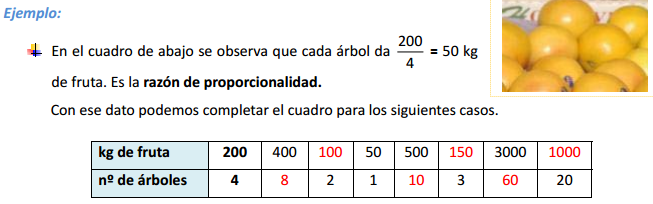 Ejemplo:
En el cuadro de abajo se observa que cada árbol da 200/4 = 50 kg
de fruta. Es la razón de proporcionalidad.
Con ese dato podemos completar el cuadro para los siguientes casos.
kg de fruta 200 400 100 50 500 150 3000 1000
nº de árboles 4 8 2 1 10 3 60 20